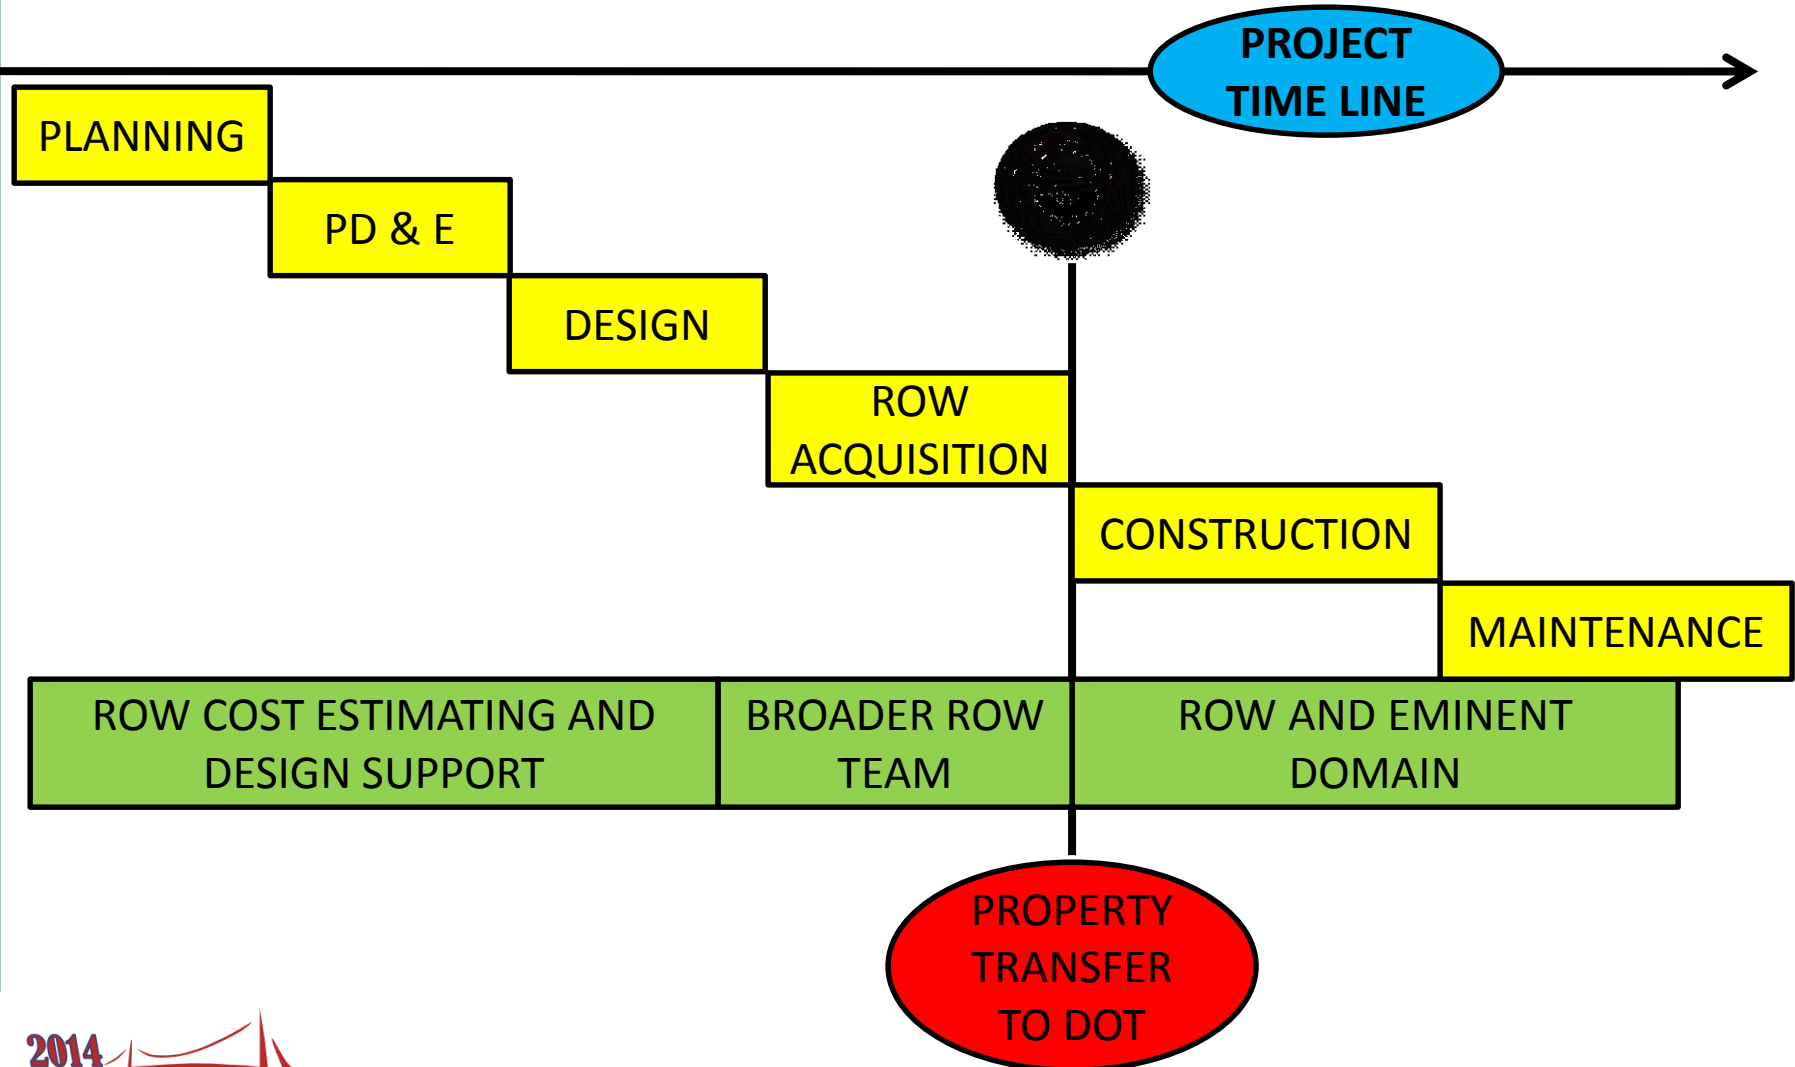 PROJECT
TIME LINE
PLANNING
PD & E
DESIGN
ROW
ACQUISITION
CONSTRUCTION
MAINTENANCE
ROW COST ESTIMATING AND
DESIGN SUPPORT
BROADER ROW
TEAM
ROW AND EMINENT
DOMAIN
PROPERTY
TRANSFER
TO DOT
2014